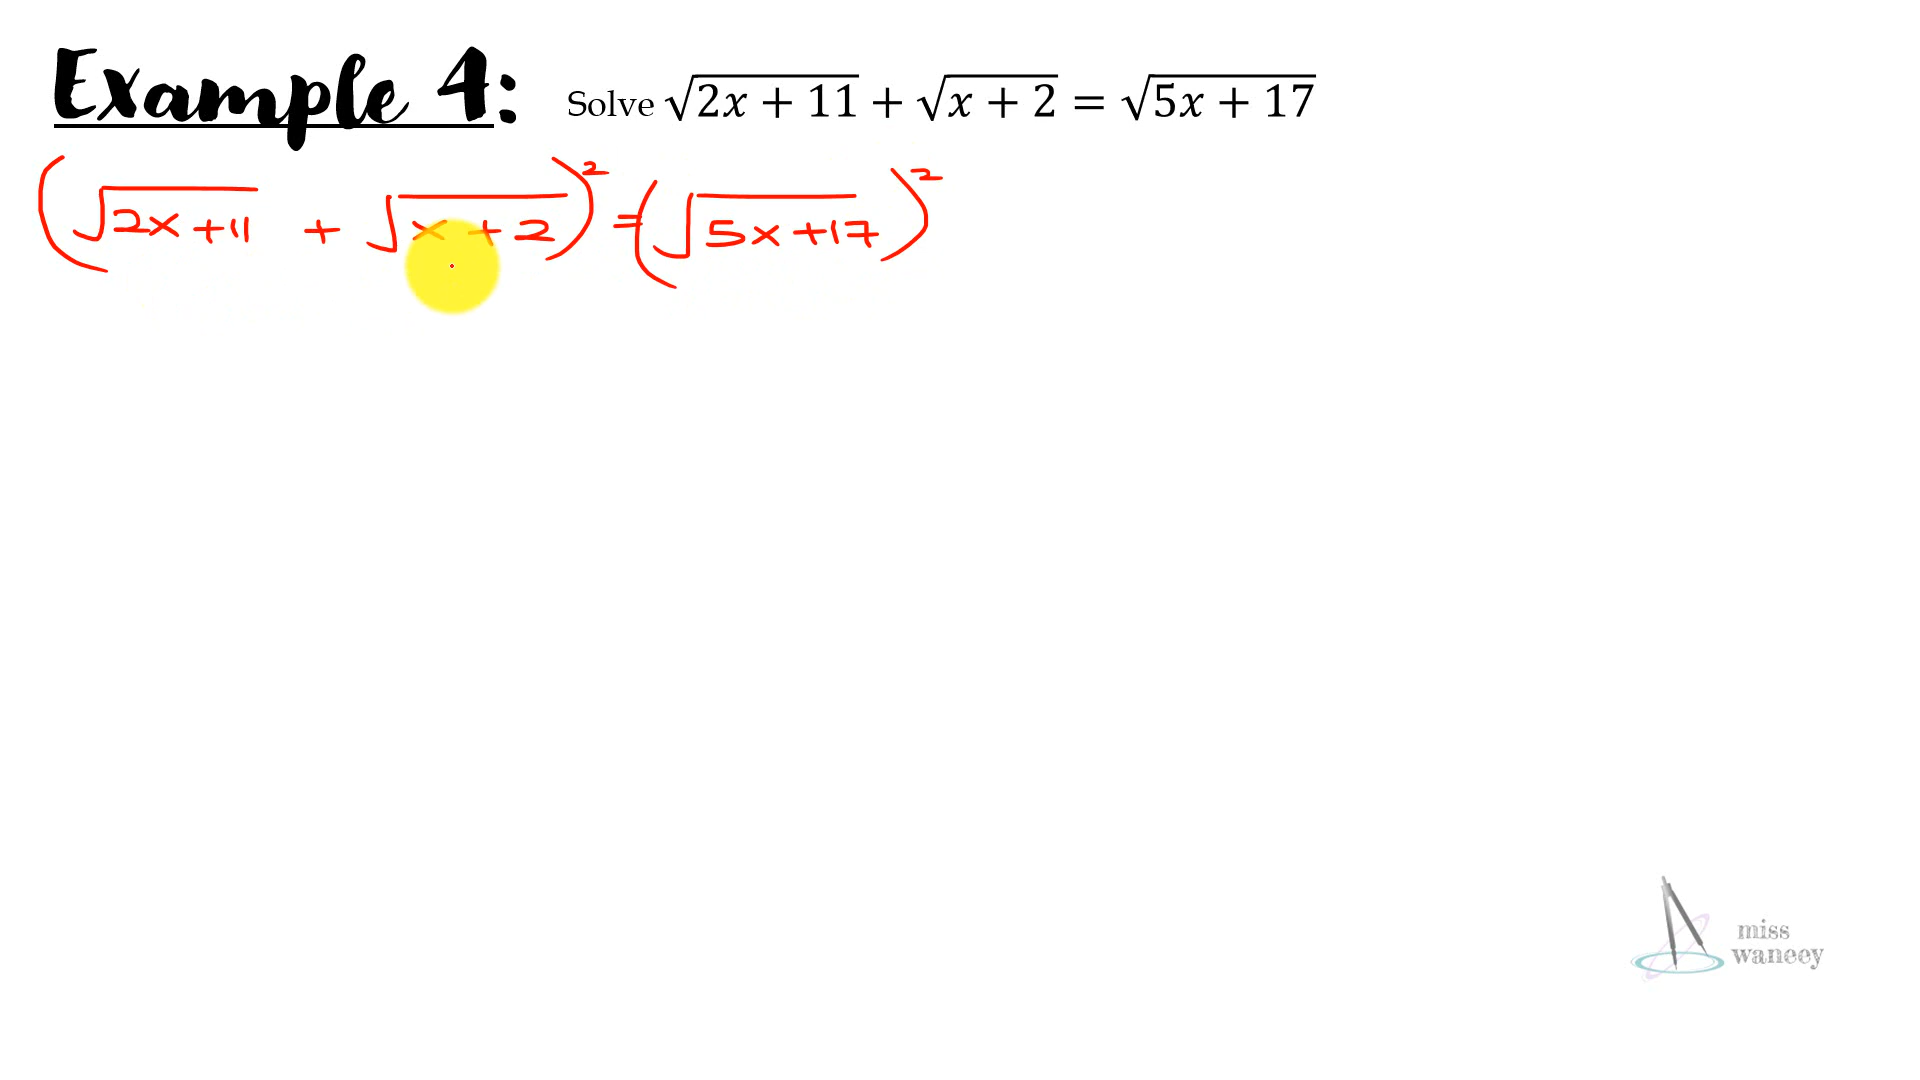 Example 4: Solve √(2x + 11) + √(x + 2) = √(5x + 17)
(√(2x+11) + √(x+2))² = (√(5x+17))²
miss
waneey